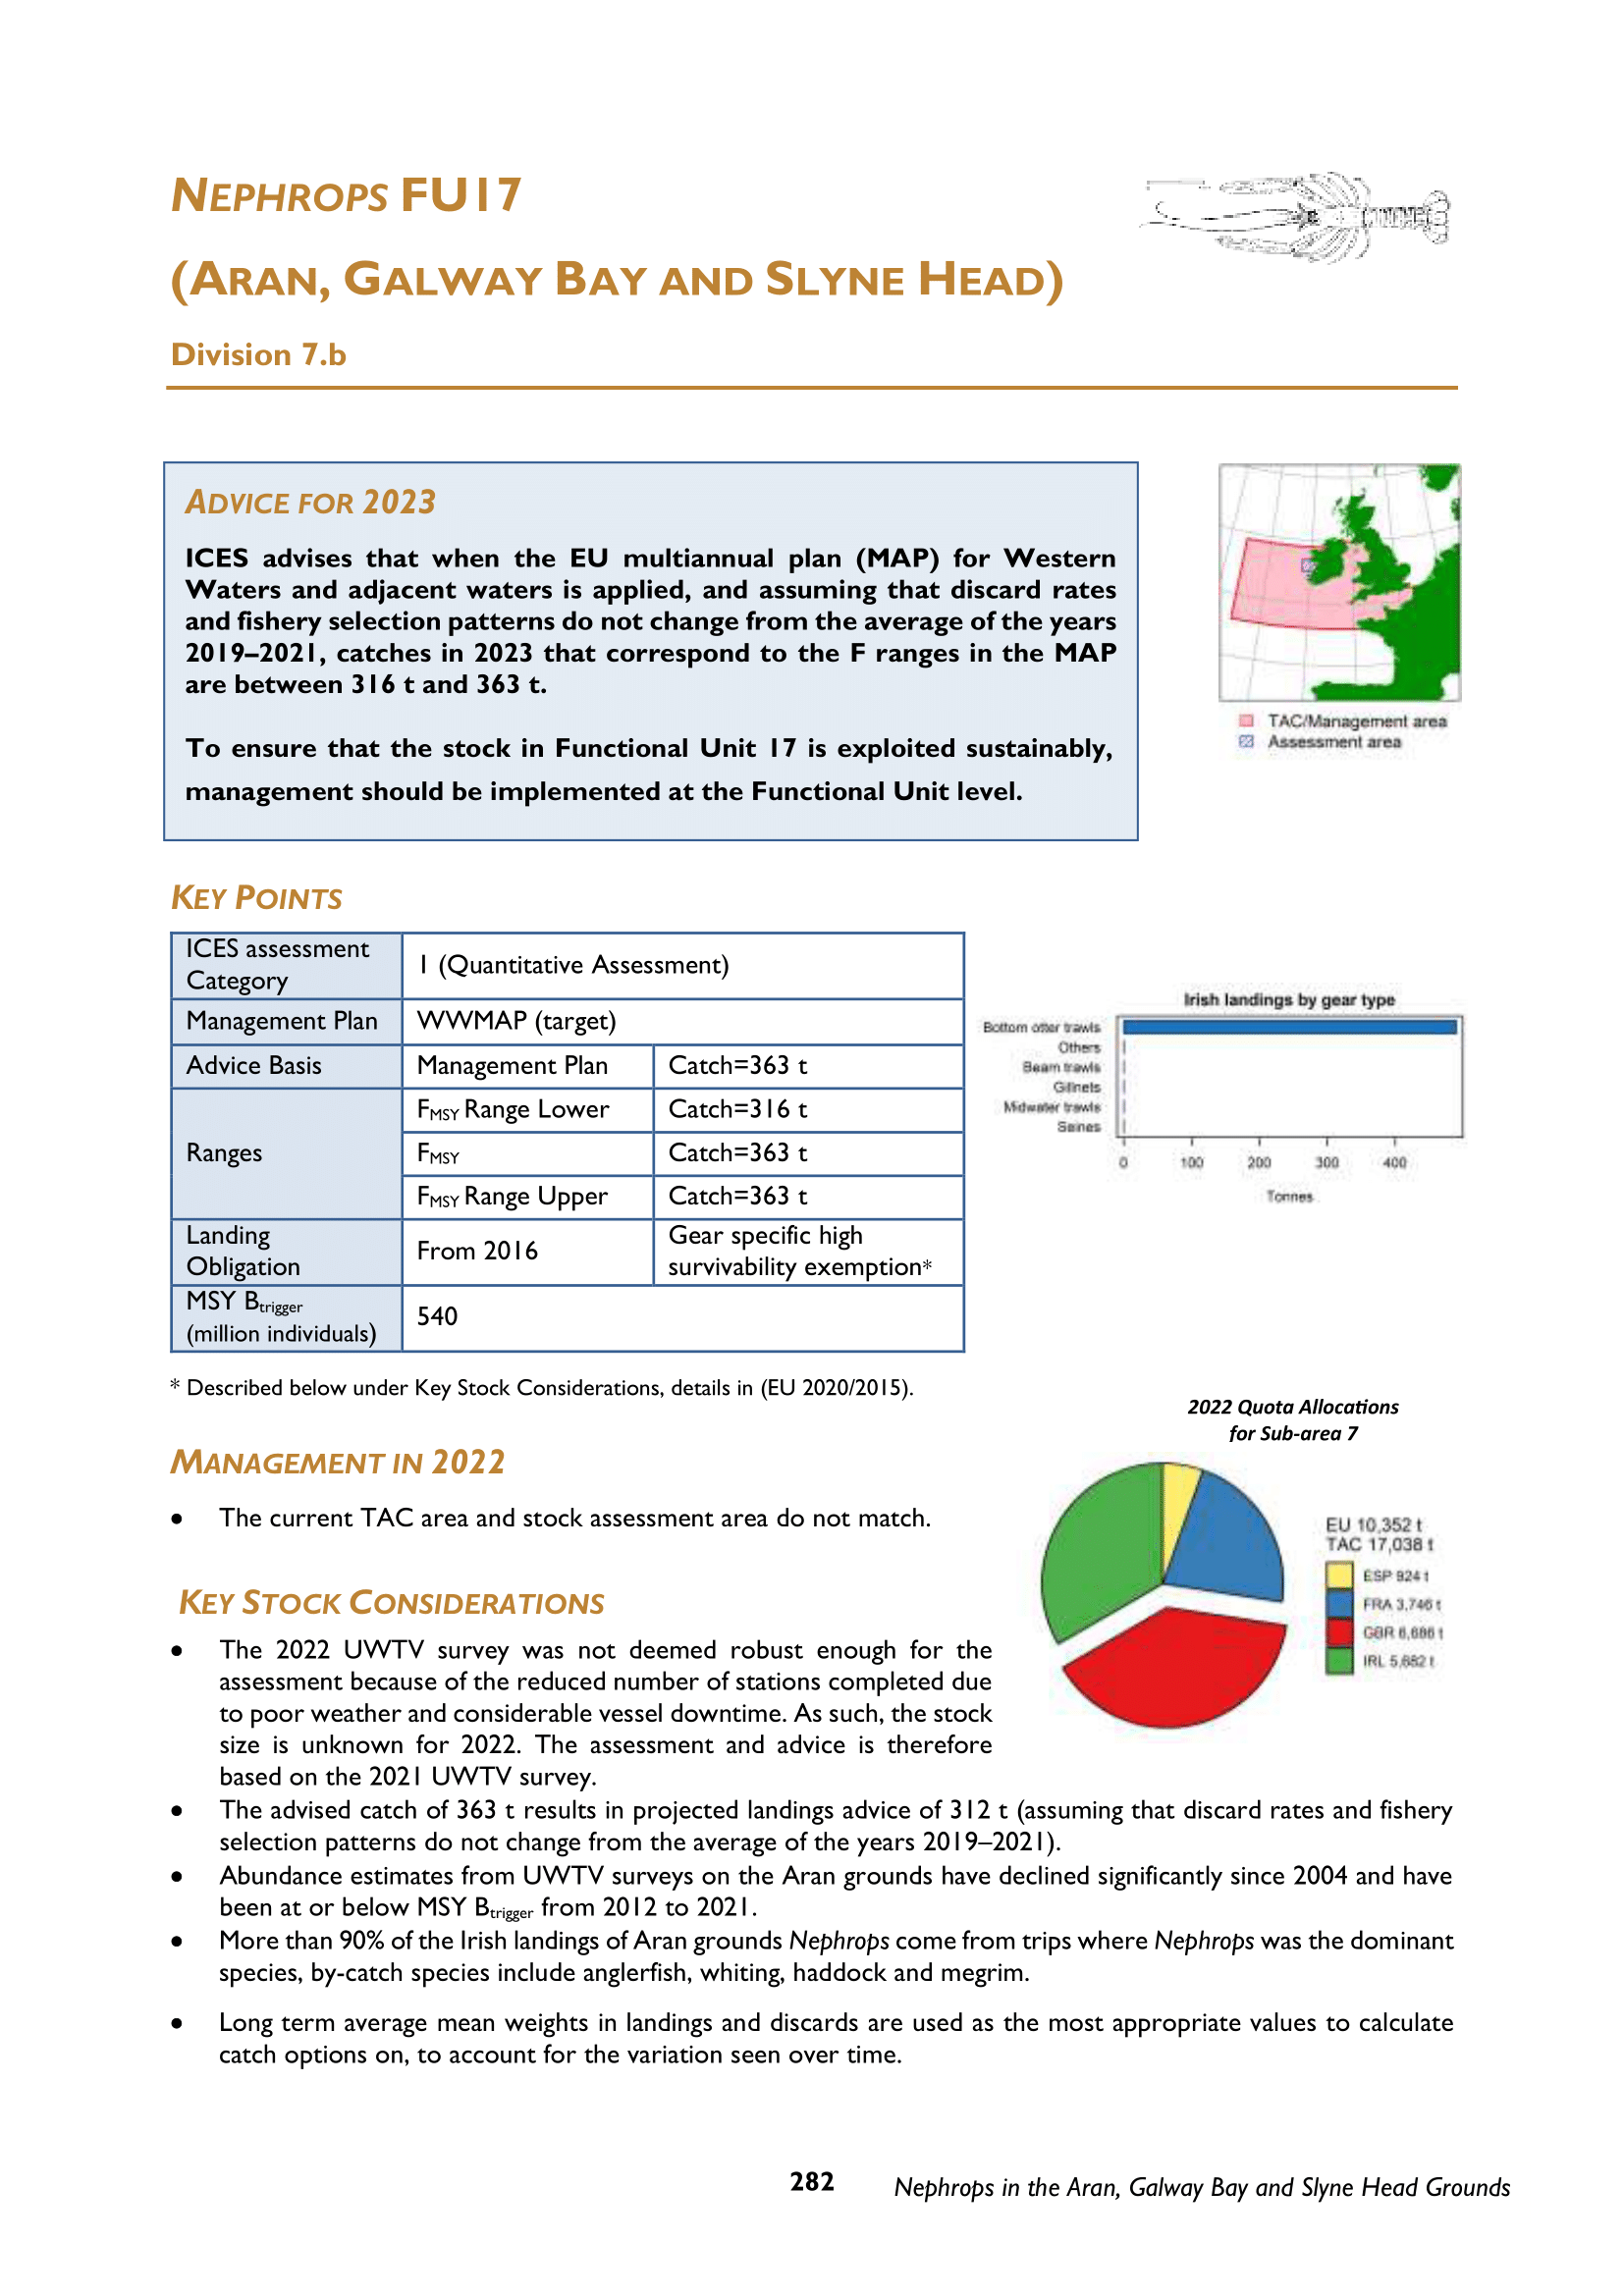 NEPHROPS FU17
(ARAN, GALWAY BAY AND SLYNE HEAD)
Division 7.b
ADVICE FOR 2023
ICES advises that when the EU multiannual plan (MAP) for Western
Waters and adjacent waters is applied, and assuming that discard rates
and fishery selection patterns do not change from the average of the years
2019–2021, catches in 2023 that correspond to the F ranges in the MAP
are between 316 t and 363 t.
To ensure that the stock in Functional Unit 17 is exploited sustainably,
management should be implemented at the Functional Unit level.
TAC/Management area
Assessment area
KEY POINTS
ICES assessment
Category
1 (Quantitative Assessment)
Management Plan
WWMAP (target)
Advice Basis
Management Plan
Catch=363 t
Ranges
FMSY Range Lower
Catch=316 t
FMSY
Catch=363 t
FMSY Range Upper
Catch=363 t
Landing
Obligation
From 2016
Gear specific high
survivability exemption*
MSY Btrigger
(million individuals)
540
* Described below under Key Stock Considerations, details in (EU 2020/2015).
Irish landings by gear type
Bottom otter trawls
Others
Beam trawls
Gillnets
Midwater trawls
Seines
0 100 200 300 400
Tonnes
2022 Quota Allocations
for Sub-area 7
EU 10,352 t
TAC 17,038 t
ESP 924 t
FRA 3,746 t
GBR 6,686 t
IRL 5,682 t
MANAGEMENT IN 2022
• The current TAC area and stock assessment area do not match.
KEY STOCK CONSIDERATIONS
• The 2022 UWTV survey was not deemed robust enough for the
assessment because of the reduced number of stations completed due
to poor weather and considerable vessel downtime. As such, the stock
size is unknown for 2022. The assessment and advice is therefore
based on the 2021 UWTV survey.
• The advised catch of 363 t results in projected landings advice of 312 t (assuming that discard rates and fishery
selection patterns do not change from the average of the years 2019–2021).
• Abundance estimates from UWTV surveys on the Aran grounds have declined significantly since 2004 and have
been at or below MSY Btrigger from 2012 to 2021.
• More than 90% of the Irish landings of Aran grounds Nephrops come from trips where Nephrops was the dominant
species, by-catch species include anglerfish, whiting, haddock and megrim.
• Long term average mean weights in landings and discards are used as the most appropriate values to calculate
catch options on, to account for the variation seen over time.
282
Nephrops in the Aran, Galway Bay and Slyne Head Grounds